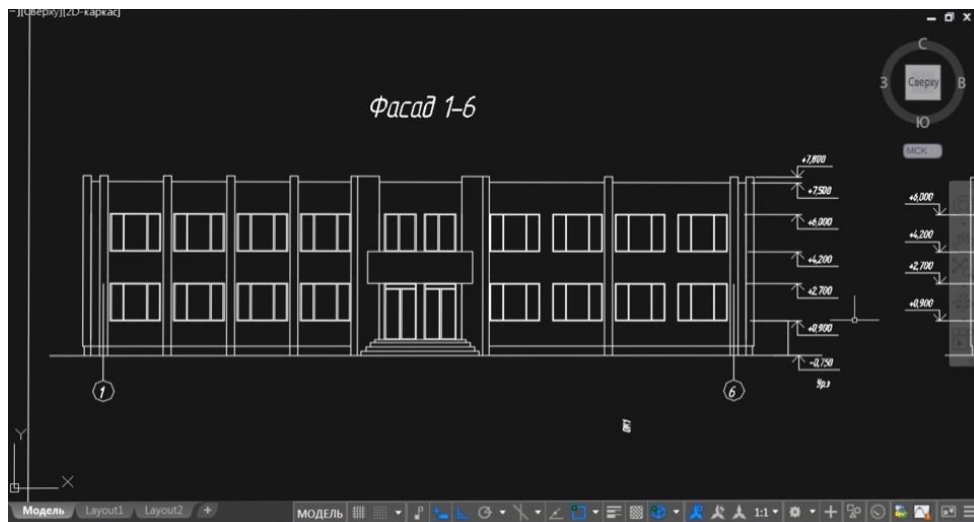 –][Сверху][2D-каркас]
С
З
Сверху
В
Ю
МСК
Фасад 1-6
+7,800
+7,500
+6,000
+4,200
+2,700
+0,900
-0,750
Ур.з
+6,000
+4,200
+2,700
+0,900
1
6
Y
X
Модель
Layout1
Layout2
+
МОДЕЛЬ
1:1